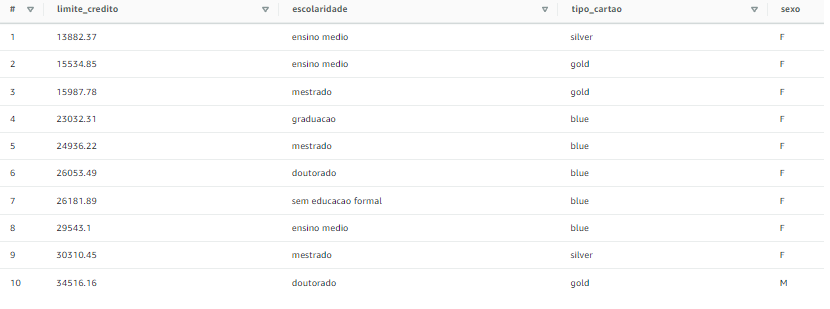 # limite_credito escolaridade tipo_cartao sexo
1 13882.37 ensino medio silver F
2 15534.85 ensino medio gold F
3 15987.78 mestrado gold F
4 23032.31 graduacao blue F
5 24936.22 mestrado blue F
6 26053.49 doutorado blue F
7 26181.89 sem educacao formal blue F
8 29543.1 ensino medio blue F
9 30310.45 mestrado silver F
10 34516.16 doutorado gold M